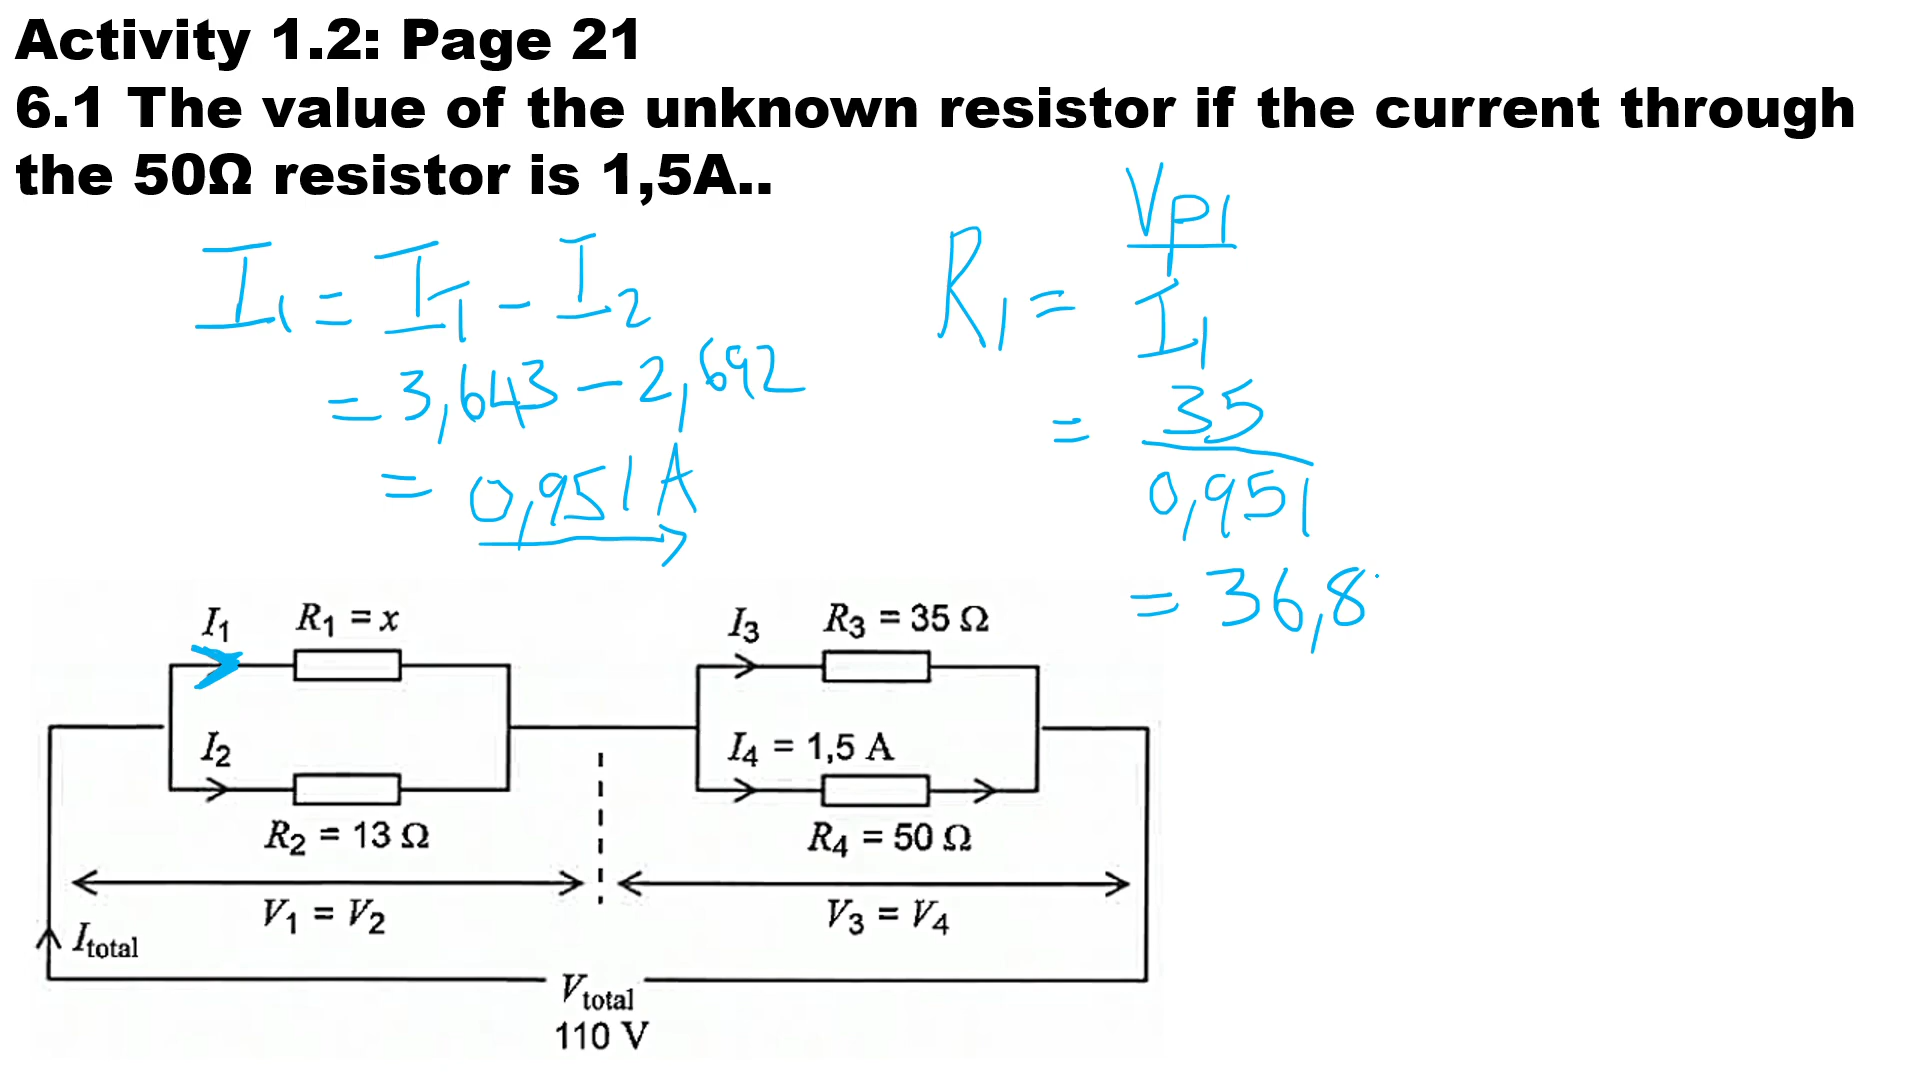 Activity 1.2: Page 21
6.1 The value of the unknown resistor if the current through
the 50Ω resistor is 1,5A..
I₁ = I_T - I₂
= 3,643 - 2,692
= 0,951 A
R₁ = Vp1 / I₁
= 35 / 0,951
= 36,8
I₁ R₁ = x
I₂
R₂ = 13 Ω
V₁ = V₂
I₃ R₃ = 35 Ω
I₄ = 1,5 A
R₄ = 50 Ω
V₃ = V₄
Itotal
Vtotal
110 V